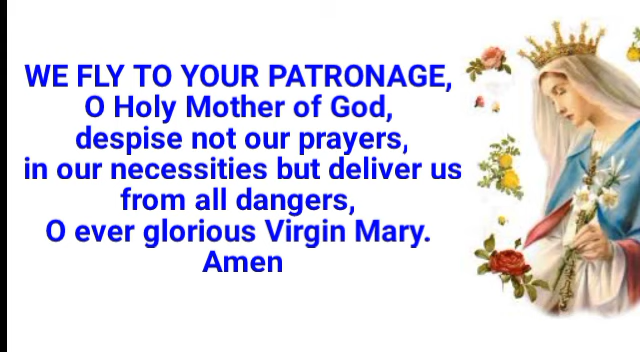 WE FLY TO YOUR PATRONAGE,
O Holy Mother of God,
despise not our prayers,
in our necessities but deliver us
from all dangers,
O ever glorious Virgin Mary.
Amen